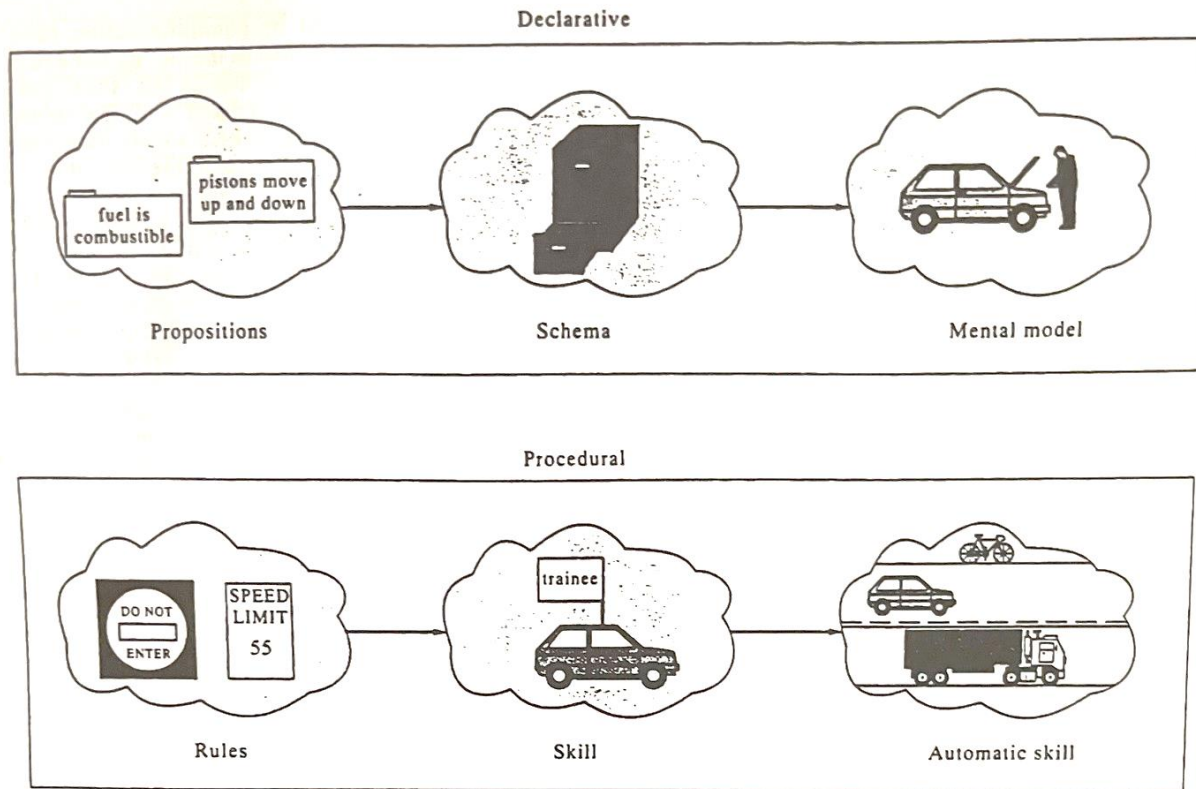 Declarative
pistons move
up and down
fuel is
combustible
Propositions
Schema
Mental model
Procedural
DO NOT
ENTER
SPEED
LIMIT
55
trainee
Rules
Skill
Automatic skill